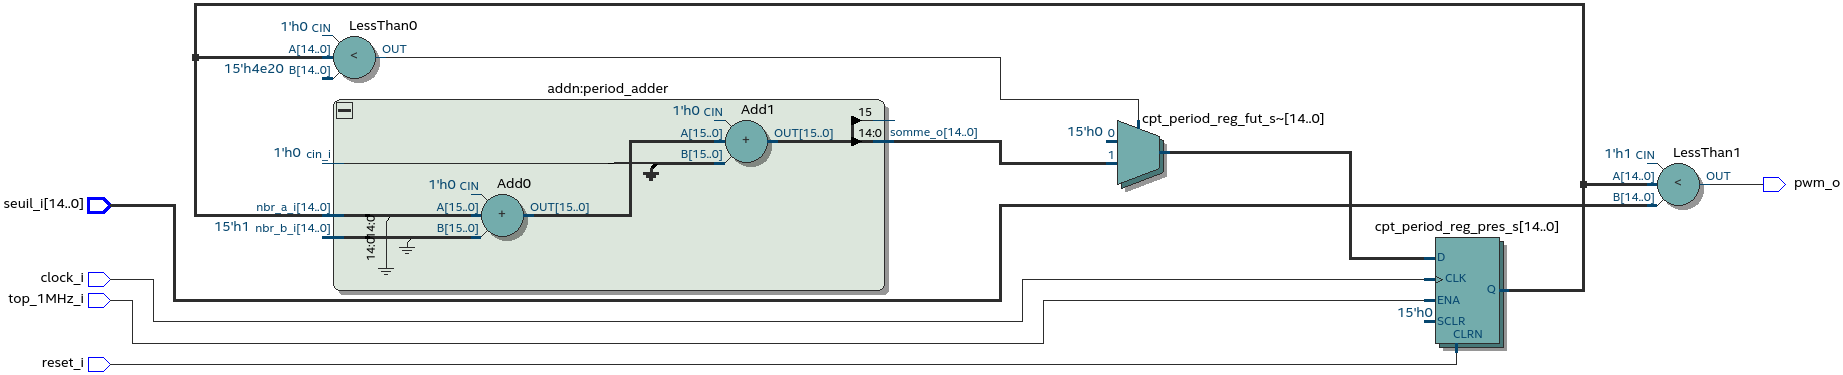 1'h0 CIN LessThan0
A[14..0] < OUT
15'h4e20 B[14..0]
addn:period_adder
1'h0 CIN Add1
A[15..0] + OUT[15..0]
B[15..0]
15
14:0 somme_o[14..0]
1'h0 cin_i
1'h0 CIN Add0
nbr_a_i[14..0] A[15..0] + OUT[15..0]
15'h1 nbr_b_i[14..0] B[15..0]
14:0
14:0
cpt_period_reg_fut_s~[14..0]
15'h0 0
1
1'h1 CIN LessThan1
A[14..0] < OUT pwm_o
B[14..0]
cpt_period_reg_pres_s[14..0]
D
CLK
Q
ENA
15'h0 SCLR
CLRN
seuil_i[14..0]
clock_i
top_1MHz_i
reset_i